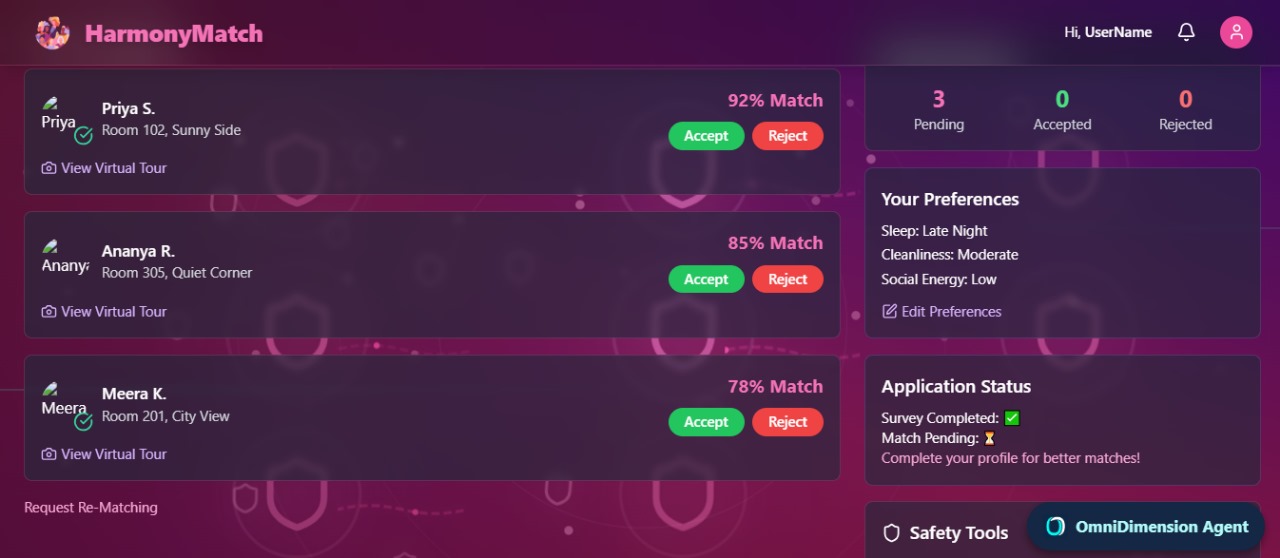 HarmonyMatch
Hi, UserName
Priya
Priya S.
Room 102, Sunny Side
92% Match
Accept
Reject
View Virtual Tour
Anany
Ananya R.
Room 305, Quiet Corner
85% Match
Accept
Reject
View Virtual Tour
Meera
Meera K.
Room 201, City View
78% Match
Accept
Reject
View Virtual Tour
Request Re-Matching
3
0
0
Pending
Accepted
Rejected
Your Preferences
Sleep: Late Night
Cleanliness: Moderate
Social Energy: Low
Edit Preferences
Application Status
Survey Completed: ✅
Match Pending: ⏳
Complete your profile for better matches!
Safety Tools
OmniDimension Agent